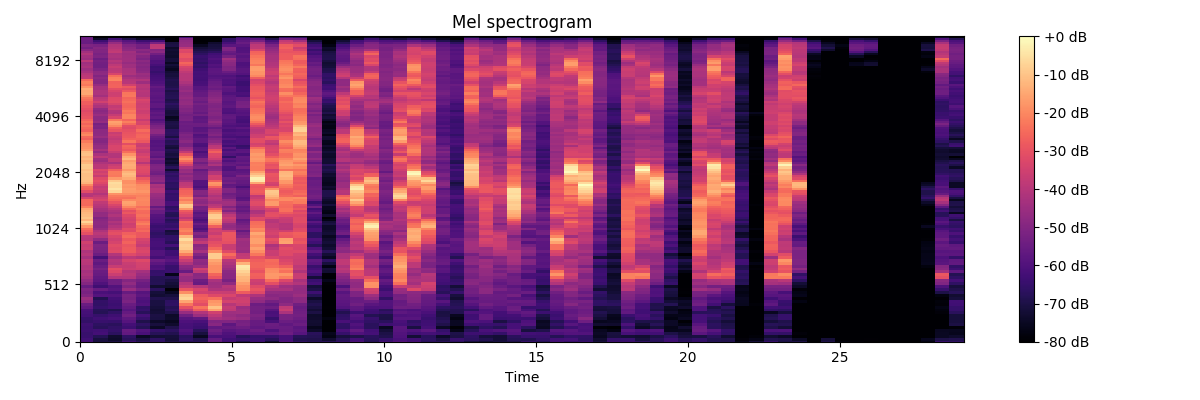 Mel spectrogram
Hz
8192
4096
2048
1024
512
0
0 5 10 15 20 25
Time
+0 dB
-10 dB
-20 dB
-30 dB
-40 dB
-50 dB
-60 dB
-70 dB
-80 dB